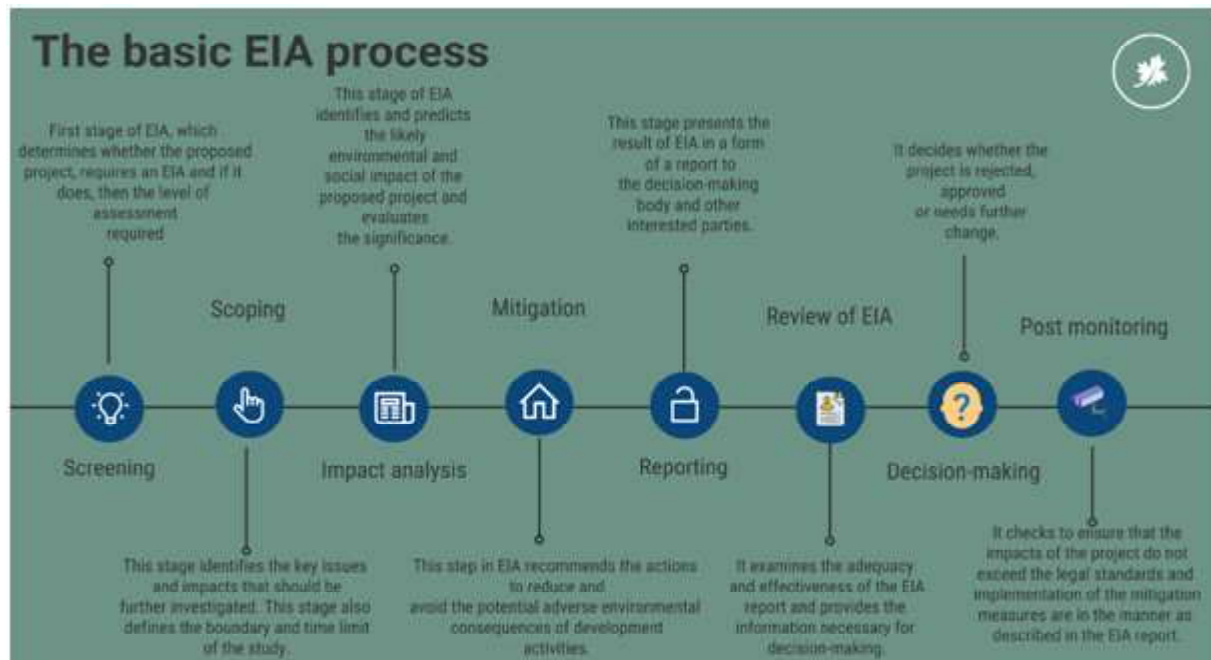 The basic EIA process
First stage of EIA, which
determines whether the proposed
project, requires an EIA and if it
does, then the level of
assessment
required
Screening
Scoping
This stage identifies the key issues
and impacts that should be
further investigated. This stage also
defines the boundary and time limit
of the study.
This stage of EIA
identifies and predicts
the likely
environmental and
social impact of the
proposed project and
evaluates
the significance.
Impact analysis
Mitigation
This step in EIA recommends the actions
to reduce and
avoid the potential adverse environmental
consequences of development
activities.
This stage presents the
result of EIA in a form
of a report to
the decision-making
body and other
interested parties.
Reporting
Review of EIA
It examines the adequacy
and effectiveness of the EIA
report and provides the
information necessary for
decision-making.
It decides whether the
project is rejected,
approved
or needs further
change.
?
Decision-making
Post monitoring
It checks to ensure that the
impacts of the project do not
exceed the legal standards and
implementation of the mitigation
measures are in the manner as
described in the EIA report.